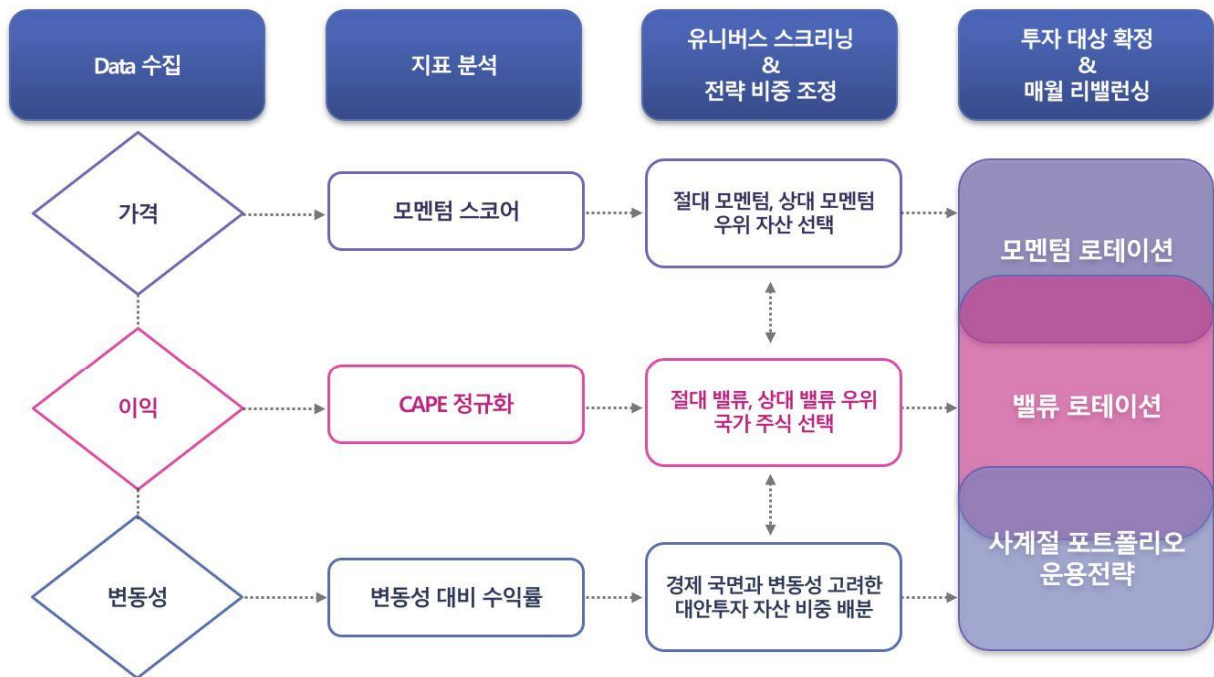 Data 수집
지표 분석
유니버스 스크리닝
&
전략 비중 조정
투자 대상 확정
&
매월 리밸런싱
가격
모멘텀 스코어
절대 모멘텀, 상대 모멘텀
우위 자산 선택
모멘텀 로테이션
이익
CAPE 정규화
절대 밸류, 상대 밸류 우위
국가 주식 선택
밸류 로테이션
변동성
변동성 대비 수익률
경제 국면과 변동성 고려한
대안투자 자산 비중 배분
사계절 포트폴리오
운용전략